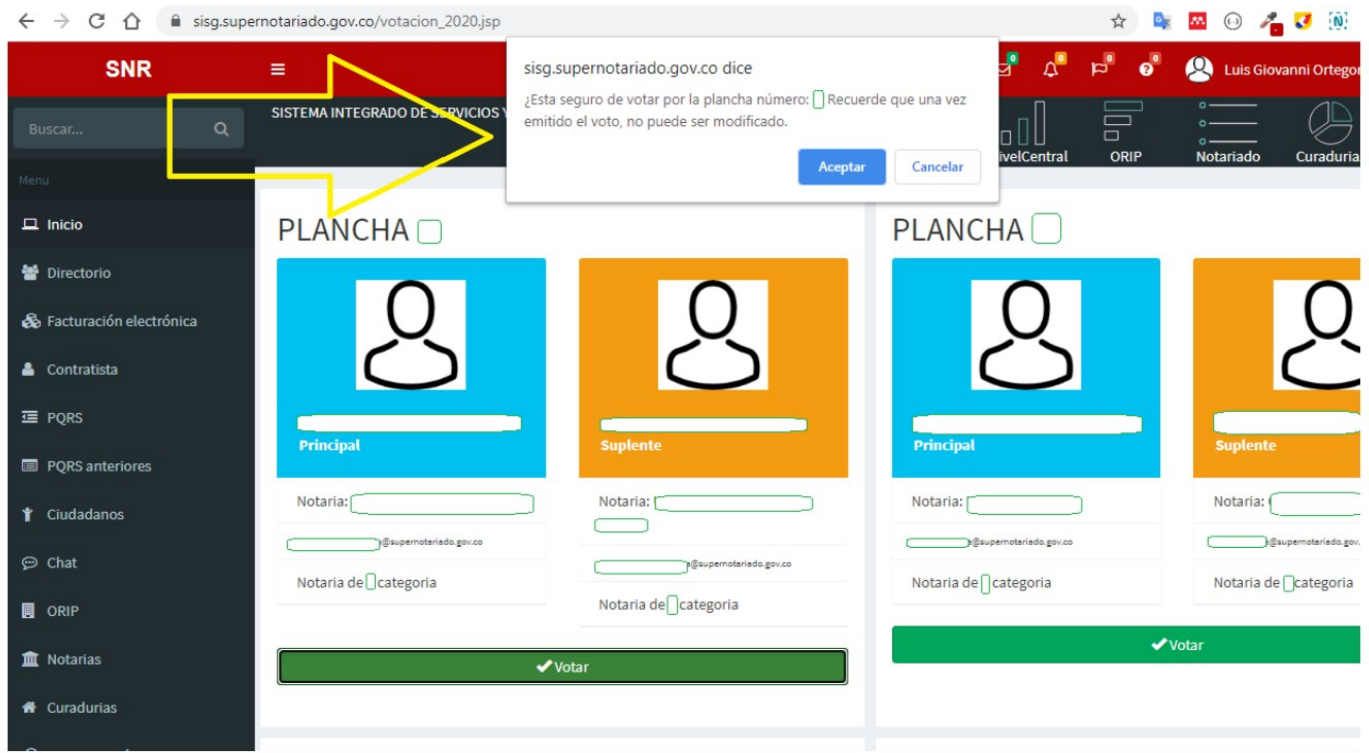 sisg.supernotariado.gov.co/votacion_2020.jsp
SNR
Luis Giovanni Ortegor
sisg.supernotariado.gov.co dice
¿Esta seguro de votar por la plancha número: Recuerde que una vez
emitido el voto, no puede ser modificado.
Aceptar Cancelar
Buscar...
SISTEMA INTEGRADO DE SERVICIOS Y
NivelCentral ORIP Notariado Curaduria
Menu
Inicio
Directorio
Facturación electrónica
Contratista
PQRS
PQRS anteriores
Ciudadanos
Chat
ORIP
Notarias
Curadurias
PLANCHA
Principal
Notaria:
@supernotariado.gov.co
Notaria de categoria
Suplente
Notaria:
@supernotariado.gov.co
Notaria de categoria
Votar
PLANCHA
Principal
Notaria:
@supernotariado.gov.co
Notaria de categoria
Suplente
Notaria:
@supernotariado.gov.
Notaria de categoria
Votar